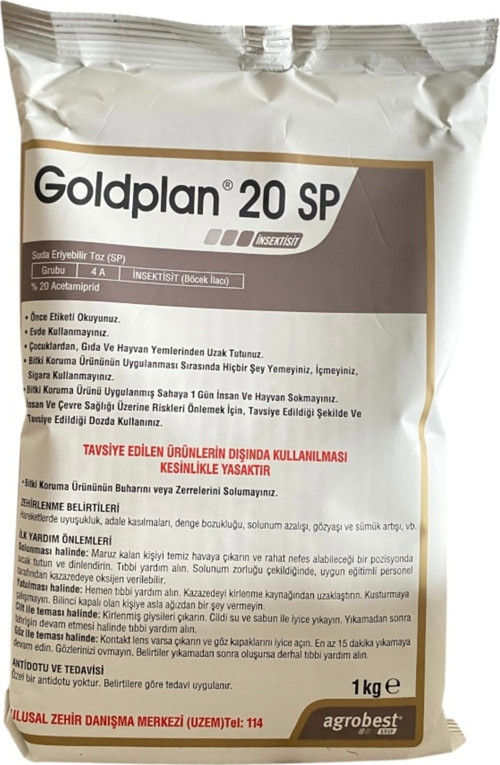 Goldplan® 20 SP
İNSEKTİSİT
Suda Eriyebilir Toz (SP)
Grubu 4 A İNSEKTİSİT (Böcek İlacı)
% 20 Acetamiprid
• Önce Etiketi Okuyunuz.
• Evde Kullanmayınız.
• Çocuklardan, Gıda Ve Hayvan Yemlerinden Uzak Tutunuz.
• Bitki Koruma Ürününün Uygulanması Sırasında Hiçbir Şey Yemeyiniz, İçmeyiniz,
Sigara Kullanmayınız.
• Bitki Koruma Ürünü Uygulanmış Sahaya 1 Gün İnsan Ve Hayvan Sokmayınız.
İnsan Ve Çevre Sağlığı Üzerine Riskleri Önlemek İçin, Tavsiye Edildiği Şekilde Ve
Tavsiye Edildiği Dozda Kullanınız.
TAVSİYE EDİLEN ÜRÜNLERİN DIŞINDA KULLANILMASI
KESİNLİKLE YASAKTIR
• Bitki Koruma Ürününün Buharını veya Zerrelerini Solumayınız.
ZEHİRLENME BELİRTİLERİ
Hareketlerde uyuşukluk, adale kasılmaları, denge bozukluğu, solunum azalışı, gözyaşı ve sümük artışı, vb.
İLK YARDIM ÖNLEMLERİ
Solunması halinde: Maruz kalan kişiyi temiz havaya çıkarın ve rahat nefes alabileceği bir pozisyonda
sıcak tutun ve dinlendirin. Tıbbi yardım alın. Solunum zorluğu çekildiğinde, uygun eğitimli personel
tarafından kazazedeye oksijen verilebilir.
Yutulması halinde: Hemen tıbbi yardım alın. Kazazedeyi kirlenme kaynağından uzaklaştırın. Kusturmaya
çalışmayın. Bilinci kapalı olan kişiye asla ağızdan bir şey vermeyin.
Cilt ile teması halinde: Kirlenmiş giysileri çıkarın. Cildi su ve sabun ile iyice yıkayın. Yıkamadan sonra
tahrişin devam etmesi halinde tıbbi yardım alın.
Göz ile teması halinde: Kontakt lens varsa çıkarın ve göz kapaklarını iyice açın. En az 15 dakika yıkamaya
devam edin. Gözlerinizi ovmayın. Belirtiler yıkamadan sonra oluşursa derhal tıbbi yardım alın.
ANTİDOTU VE TEDAVİSİ
Özel bir antidotu yoktur. Belirtilere göre tedavi uygulanır.
1 kg ℮
ULUSAL ZEHİR DANIŞMA MERKEZİ (UZEM)Tel: 114
agrobest®
GRUP